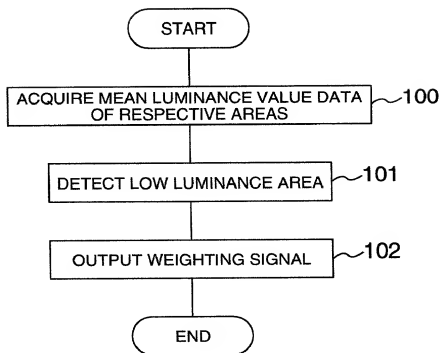 START
ACQUIRE MEAN LUMINANCE VALUE DATA
OF RESPECTIVE AREAS
100
DETECT LOW LUMINANCE AREA
101
OUTPUT WEIGHTING SIGNAL
102
END